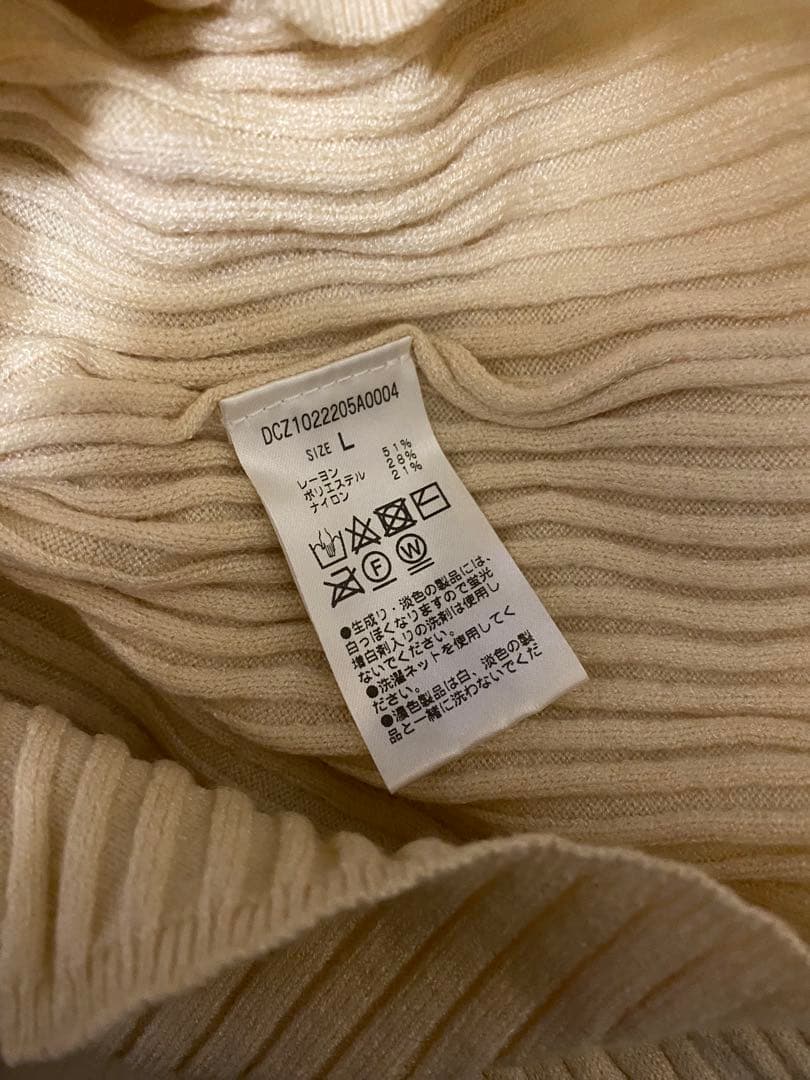 DCZ1022205A0004
SIZE L
レーヨン 51%
ポリエステル 28%
ナイロン 21%
F W
●生成り・淡色の製品には、
白っぽくなりますので蛍光
増白剤入りの洗剤は使用し
ないでください。
●洗濯ネットを使用してく
ださい。
●濃色製品は白、淡色の製
品と一緒に洗わないでくだ